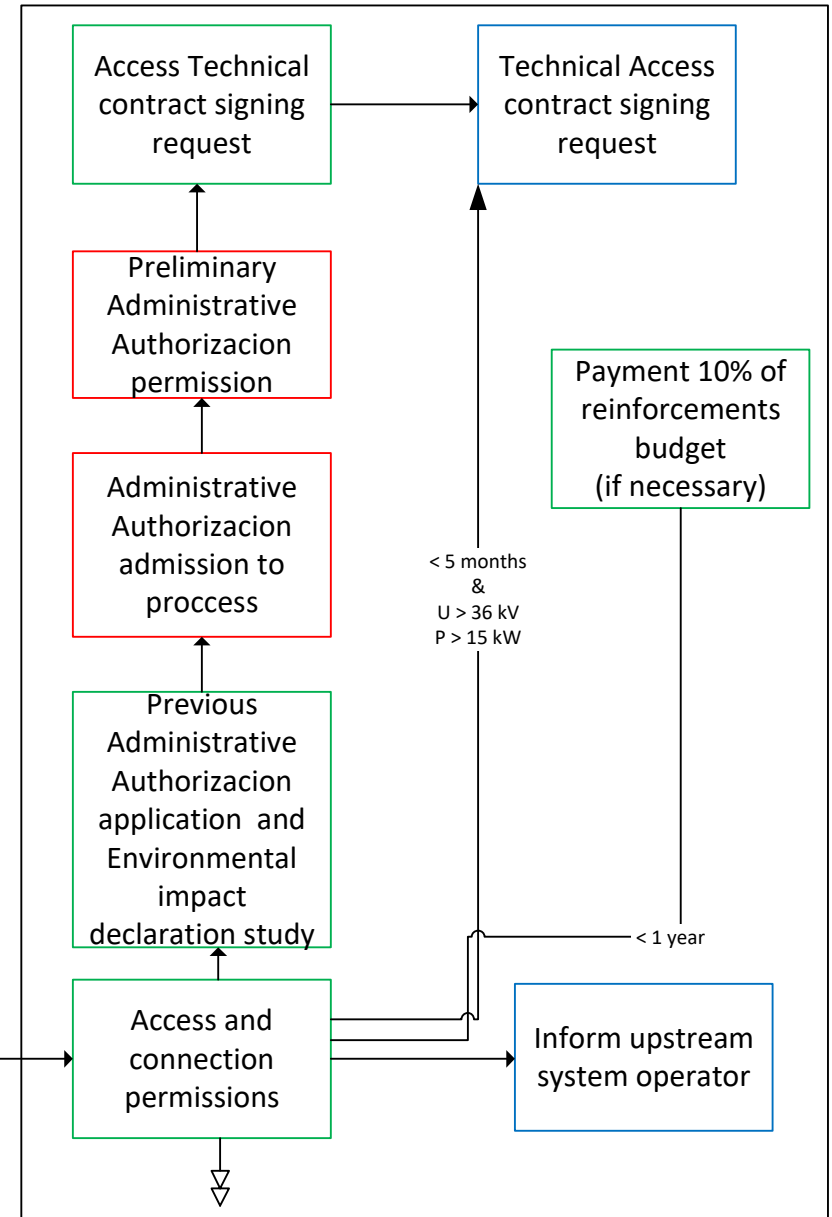 Access Technical
contract signing
request
Technical Access
contract signing
request
Preliminary
Administrative
Authorizacion
permission
Payment 10% of
reinforcements
budget
(if necessary)
Administrative
Authorizacion
admission to
proccess
< 5 months
&
U > 36 kV
P > 15 kW
Previous
Administrative
Authorizacion
application and
Environmental
impact
declaration study
< 1 year
Access and
connection
permissions
Inform upstream
system operator